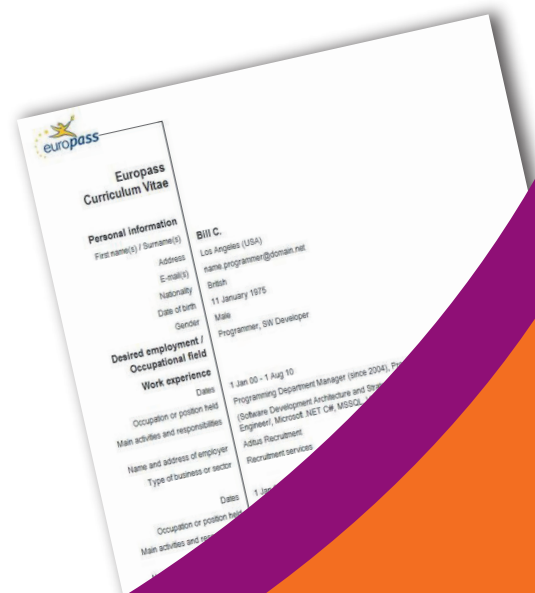 europass
Europass
Curriculum Vitae
Personal information
First name(s) / Surname(s) Bill C.
Address Los Angeles (USA)
E-mail(s) name.programmer@domain.net
Nationality British
Date of birth 11 January 1975
Gender Male
Desired employment / Programmer, SW Developer
Occupational field
Work experience
Dates 1 Jan 00 - 1 Aug 10
Occupation or position held Programming Department Manager (since 2004),
Main activities and responsibilities (Software Development Architecture and
Engineer/, Microsoft .NET C#, MSSQL,
Name and address of employer Aditus Recruitment
Type of business or sector Recruitment services
Dates 1
Occupation or position held
Main activities and